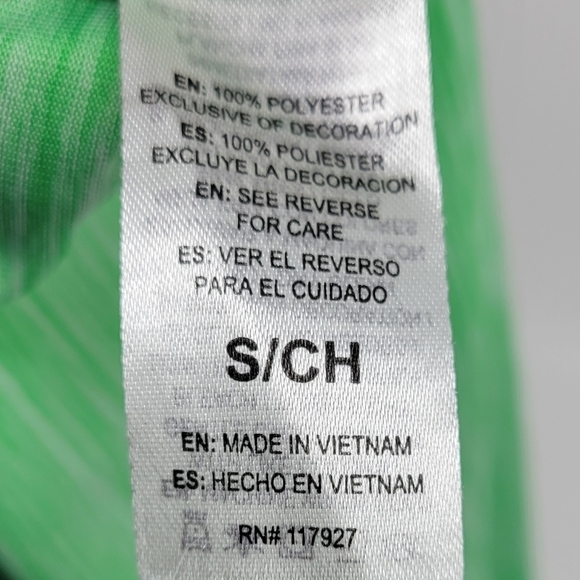 EN: 100% POLYESTER
EXCLUSIVE OF DECORATION
ES: 100% POLIESTER
EXCLUYE LA DECORACION
EN: SEE REVERSE
FOR CARE
ES: VER EL REVERSO
PARA EL CUIDADO
S/CH
EN: MADE IN VIETNAM
ES: HECHO EN VIETNAM
RN# 117927